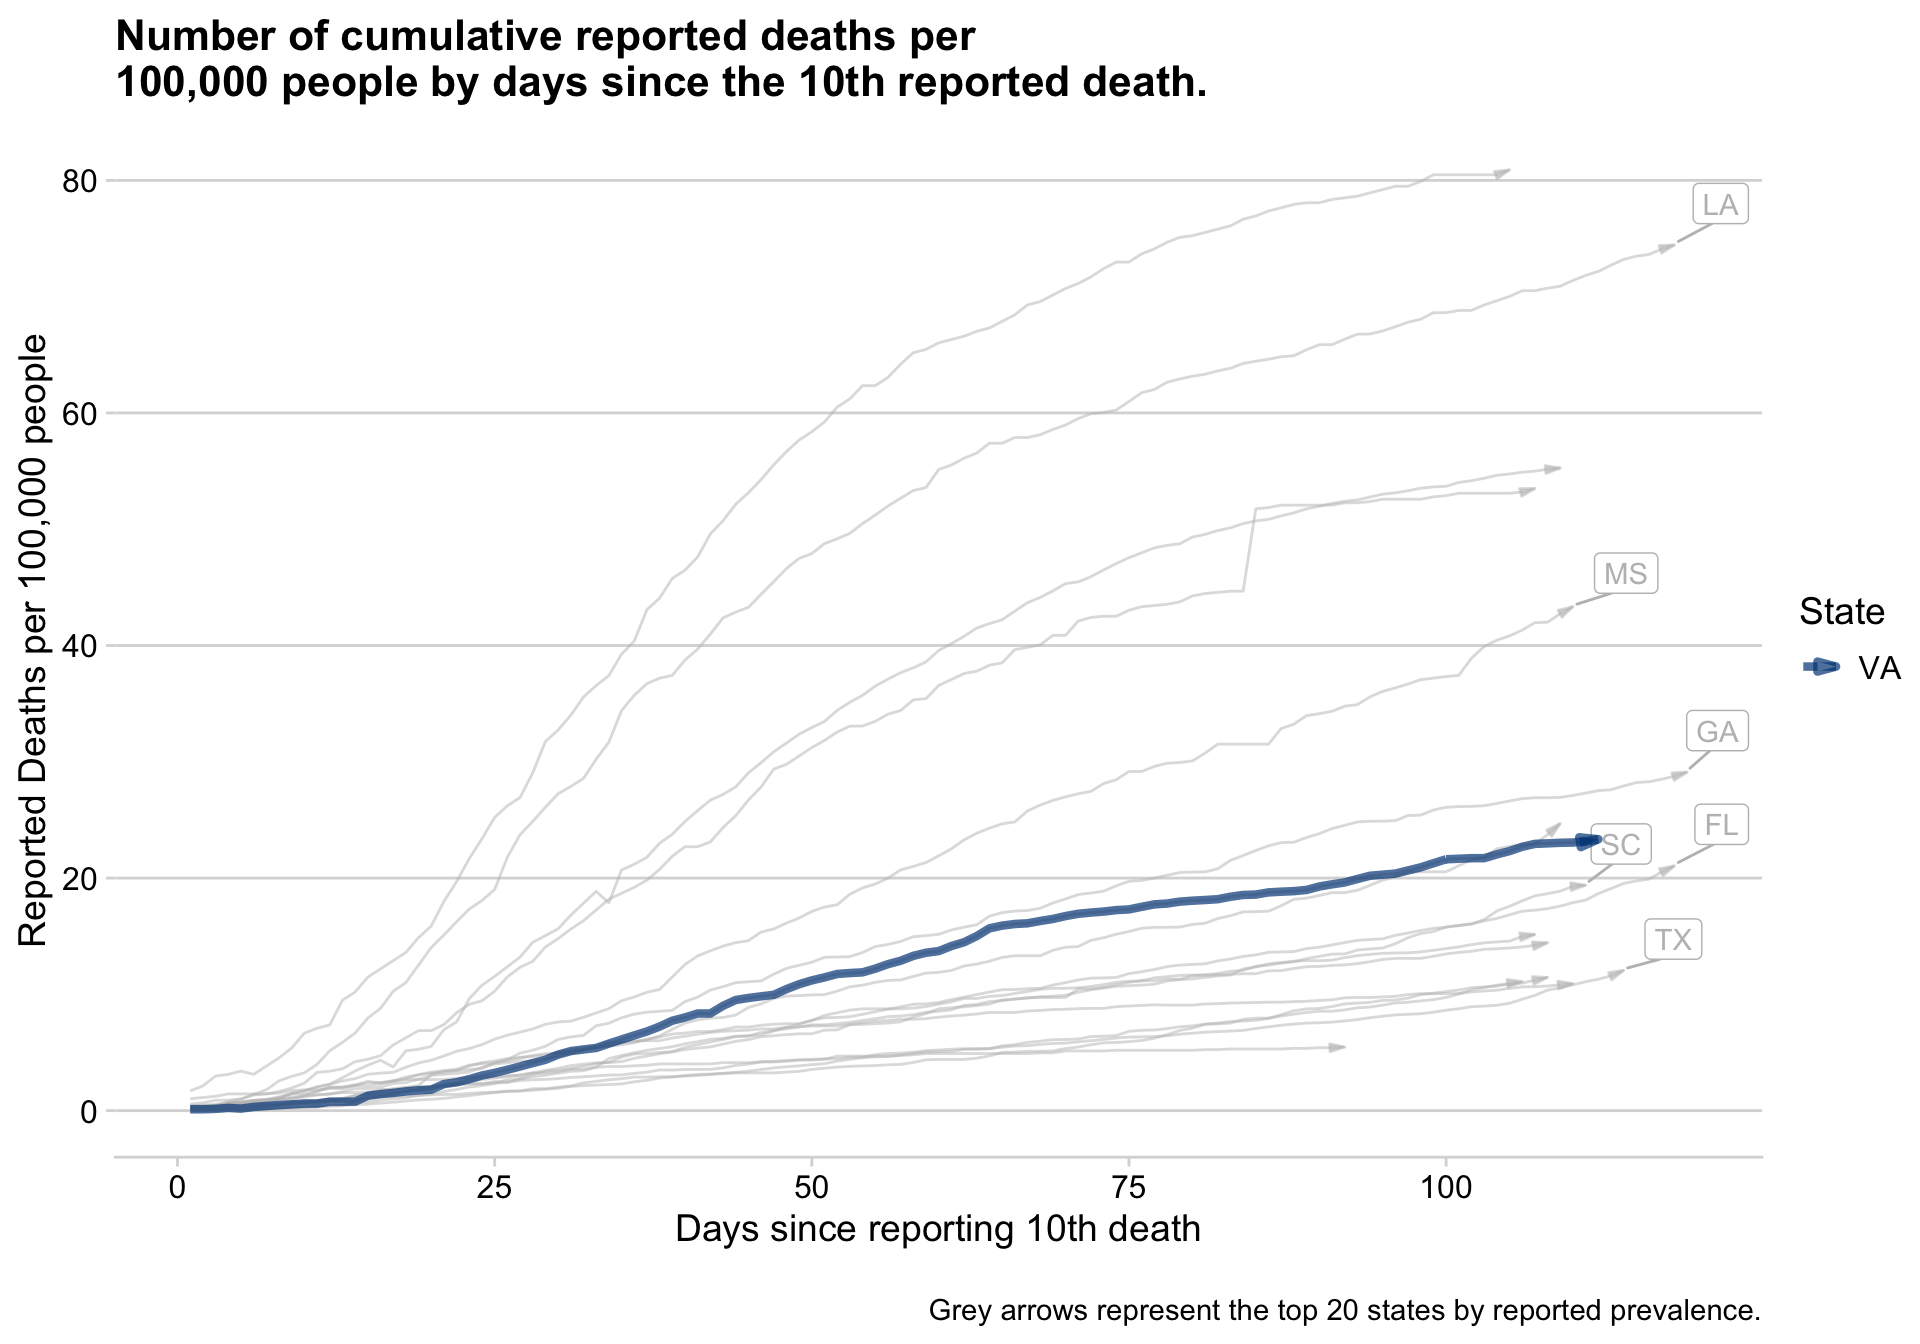 Number of cumulative reported deaths per
100,000 people by days since the 10th reported death.
Reported Deaths per 100,000 people
80
60
40
20
0
LA
MS
GA
FL
SC
TX
State
VA
0 25 50 75 100
Days since reporting 10th death
Grey arrows represent the top 20 states by reported prevalence.